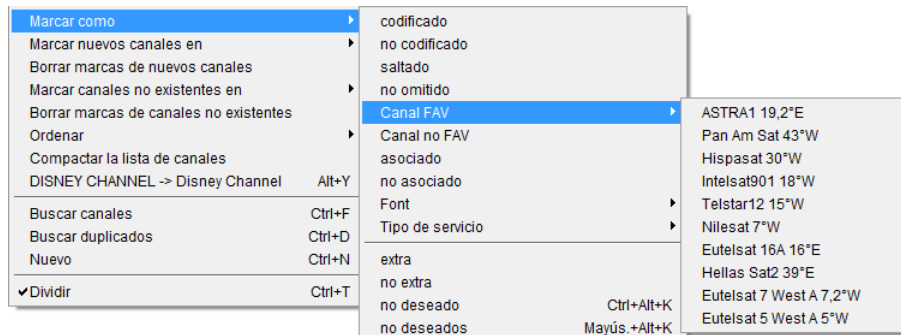 Marcar como
Marcar nuevos canales en
Borrar marcas de nuevos canales
Marcar canales no existentes en
Borrar marcas de canales no existentes
Ordenar
Compactar la lista de canales
DISNEY CHANNEL -> Disney Channel Alt+Y
Buscar canales Ctrl+F
Buscar duplicados Ctrl+D
Nuevo Ctrl+N
✔Dividir Ctrl+T
codificado
no codificado
saltado
no omitido
Canal FAV
Canal no FAV
asociado
no asociado
Font
Tipo de servicio
extra
no extra
no deseado Ctrl+Alt+K
no deseados Mayús.+Alt+K
ASTRA1 19,2°E
Pan Am Sat 43°W
Hispasat 30°W
Intelsat901 18°W
Telstar12 15°W
Nilesat 7°W
Eutelsat 16A 16°E
Hellas Sat2 39°E
Eutelsat 7 West A 7,2°W
Eutelsat 5 West A 5°W